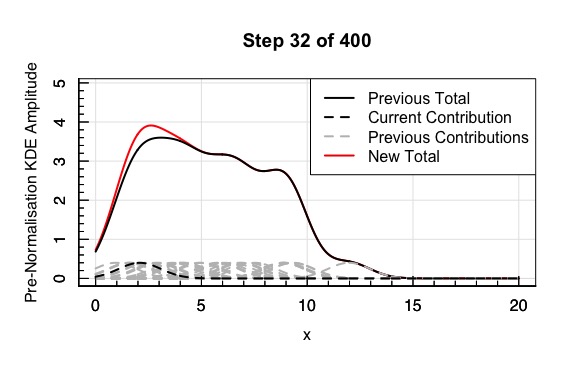 Step 32 of 400
Pre-Normalisation KDE Amplitude
5
4
3
2
1
0
Previous Total
Current Contribution
Previous Contributions
New Total
0 5 10 15 20
x